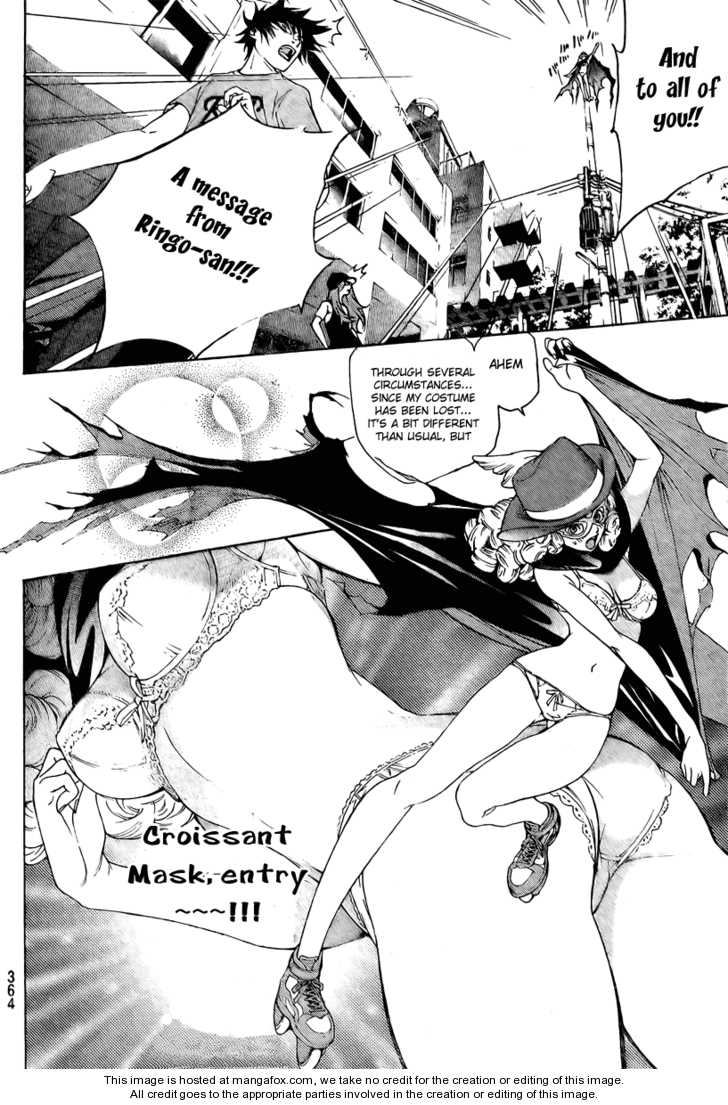 And
to all of
you!!
A message
from
Ringo-san!!!
AHEM
THROUGH SEVERAL
CIRCUMSTANCES...
SINCE MY COSTUME
HAS BEEN LOST...
IT'S A BIT DIFFERENT
THAN USUAL, BUT
Croissant
Mask, entry
~~~!!!
364
This image is hosted at mangafox.com, we take no credit for the creation or editing of this image.
All credit goes to the appropriate parties involved in the creation or editing of this image.